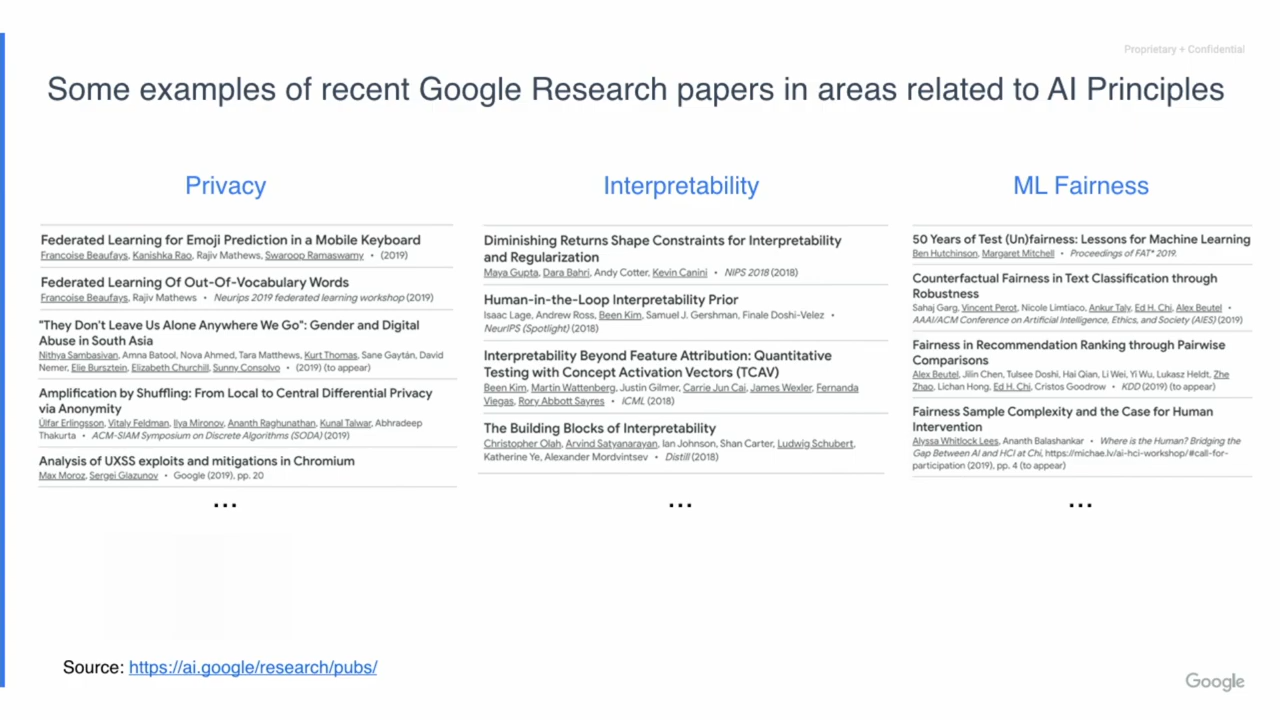 Proprietary + Confidential
Some examples of recent Google Research papers in areas related to AI Principles
Privacy
Federated Learning for Emoji Prediction in a Mobile Keyboard
Francoise Beaufays, Kanishka Rao, Rajiv Mathews, Swaroop Ramaswamy • (2019)
Federated Learning Of Out-Of-Vocabulary Words
Francoise Beaufays, Rajiv Mathews • Neurips 2019 federated learning workshop (2019)
"They Don't Leave Us Alone Anywhere We Go": Gender and Digital
Abuse in South Asia
Nithya Sambasivan, Amna Batool, Nova Ahmed, Tara Matthews, Kurt Thomas, Sane Gaytán, David
Nemer, Elie Bursztein, Elizabeth Churchill, Sunny Consolvo • (2019) (to appear)
Amplification by Shuffling: From Local to Central Differential Privacy
via Anonymity
Úlfar Erlingsson, Vitaly Feldman, Ilya Mironov, Ananth Raghunathan, Kunal Talwar, Abhradeep
Thakurta • ACM-SIAM Symposium on Discrete Algorithms (SODA) (2019)
Analysis of UXSS exploits and mitigations in Chromium
Max Moroz, Sergei Glazunov • Google (2019), pp. 20
...
Interpretability
Diminishing Returns Shape Constraints for Interpretability
and Regularization
Maya Gupta, Dara Bahri, Andy Cotter, Kevin Canini • NIPS 2018 (2018)
Human-in-the-Loop Interpretability Prior
Isaac Lage, Andrew Ross, Been Kim, Samuel J. Gershman, Finale Doshi-Velez •
NeurIPS (Spotlight) (2018)
Interpretability Beyond Feature Attribution: Quantitative
Testing with Concept Activation Vectors (TCAV)
Been Kim, Martin Wattenberg, Justin Gilmer, Carrie Jun Cai, James Wexler, Fernanda
Viegas, Rory Abbott Sayres • ICML (2018)
The Building Blocks of Interpretability
Christopher Olah, Arvind Satyanarayan, Ian Johnson, Shan Carter, Ludwig Schubert,
Katherine Ye, Alexander Mordvintsev • Distill (2018)
...
ML Fairness
50 Years of Test (Un)fairness: Lessons for Machine Learning
Ben Hutchinson, Margaret Mitchell • Proceedings of FAT* 2019.
Counterfactual Fairness in Text Classification through
Robustness
Sahaj Garg, Vincent Perot, Nicole Limtiaco, Ankur Taly, Ed H. Chi, Alex Beutel •
AAAI/ACM Conference on Artificial Intelligence, Ethics, and Society (AIES) (2019)
Fairness in Recommendation Ranking through Pairwise
Comparisons
Alex Beutel, Jilin Chen, Tulsee Doshi, Hai Qian, Li Wei, Yi Wu, Lukasz Heldt, Zhe
Zhao, Lichan Hong, Ed H. Chi, Cristos Goodrow • KDD (2019) (to appear)
Fairness Sample Complexity and the Case for Human
Intervention
Alyssa Whitlock Lees, Ananth Balashankar • Where is the Human? Bridging the
Gap Between AI and HCI at Chi, https://michae.lv/ai-hci-workshop/#call-for-
participation (2019), pp. 4 (to appear)
...
Source: https://ai.google/research/pubs/
Google